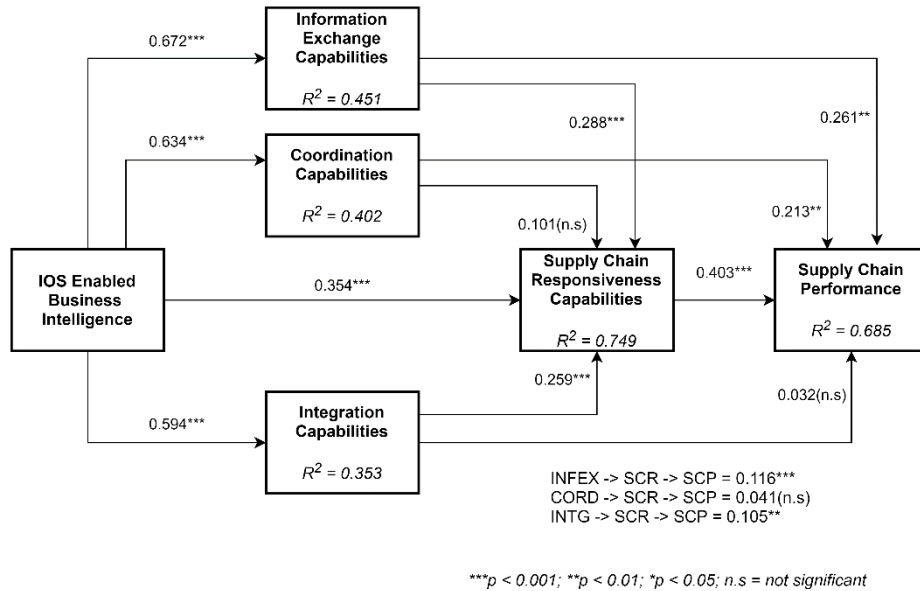 Information
Exchange
Capabilities
R² = 0.451
0.672***
0.261**
0.288***
0.634***
Coordination
Capabilities
R² = 0.402
0.213**
0.101(n.s)
IOS Enabled
Business
Intelligence
0.354***
Supply Chain
Responsiveness
Capabilities
R² = 0.749
0.403***
Supply Chain
Performance
R² = 0.685
0.259***
0.032(n.s)
0.594***
Integration
Capabilities
R² = 0.353
INFEX -> SCR -> SCP = 0.116***
CORD -> SCR -> SCP = 0.041(n.s)
INTG -> SCR -> SCP = 0.105**
***p < 0.001; **p < 0.01; *p < 0.05; n.s = not significant